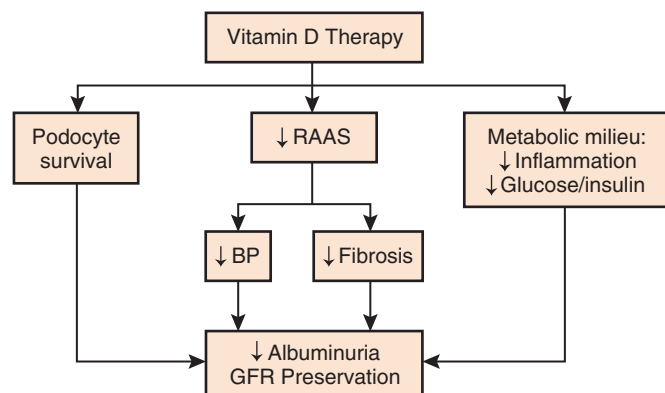 Vitamin D Therapy
Podocyte
survival
↓ RAAS
Metabolic milieu:
↓ Inflammation
↓ Glucose/insulin
↓ BP
↓ Fibrosis
↓ Albuminuria
GFR Preservation